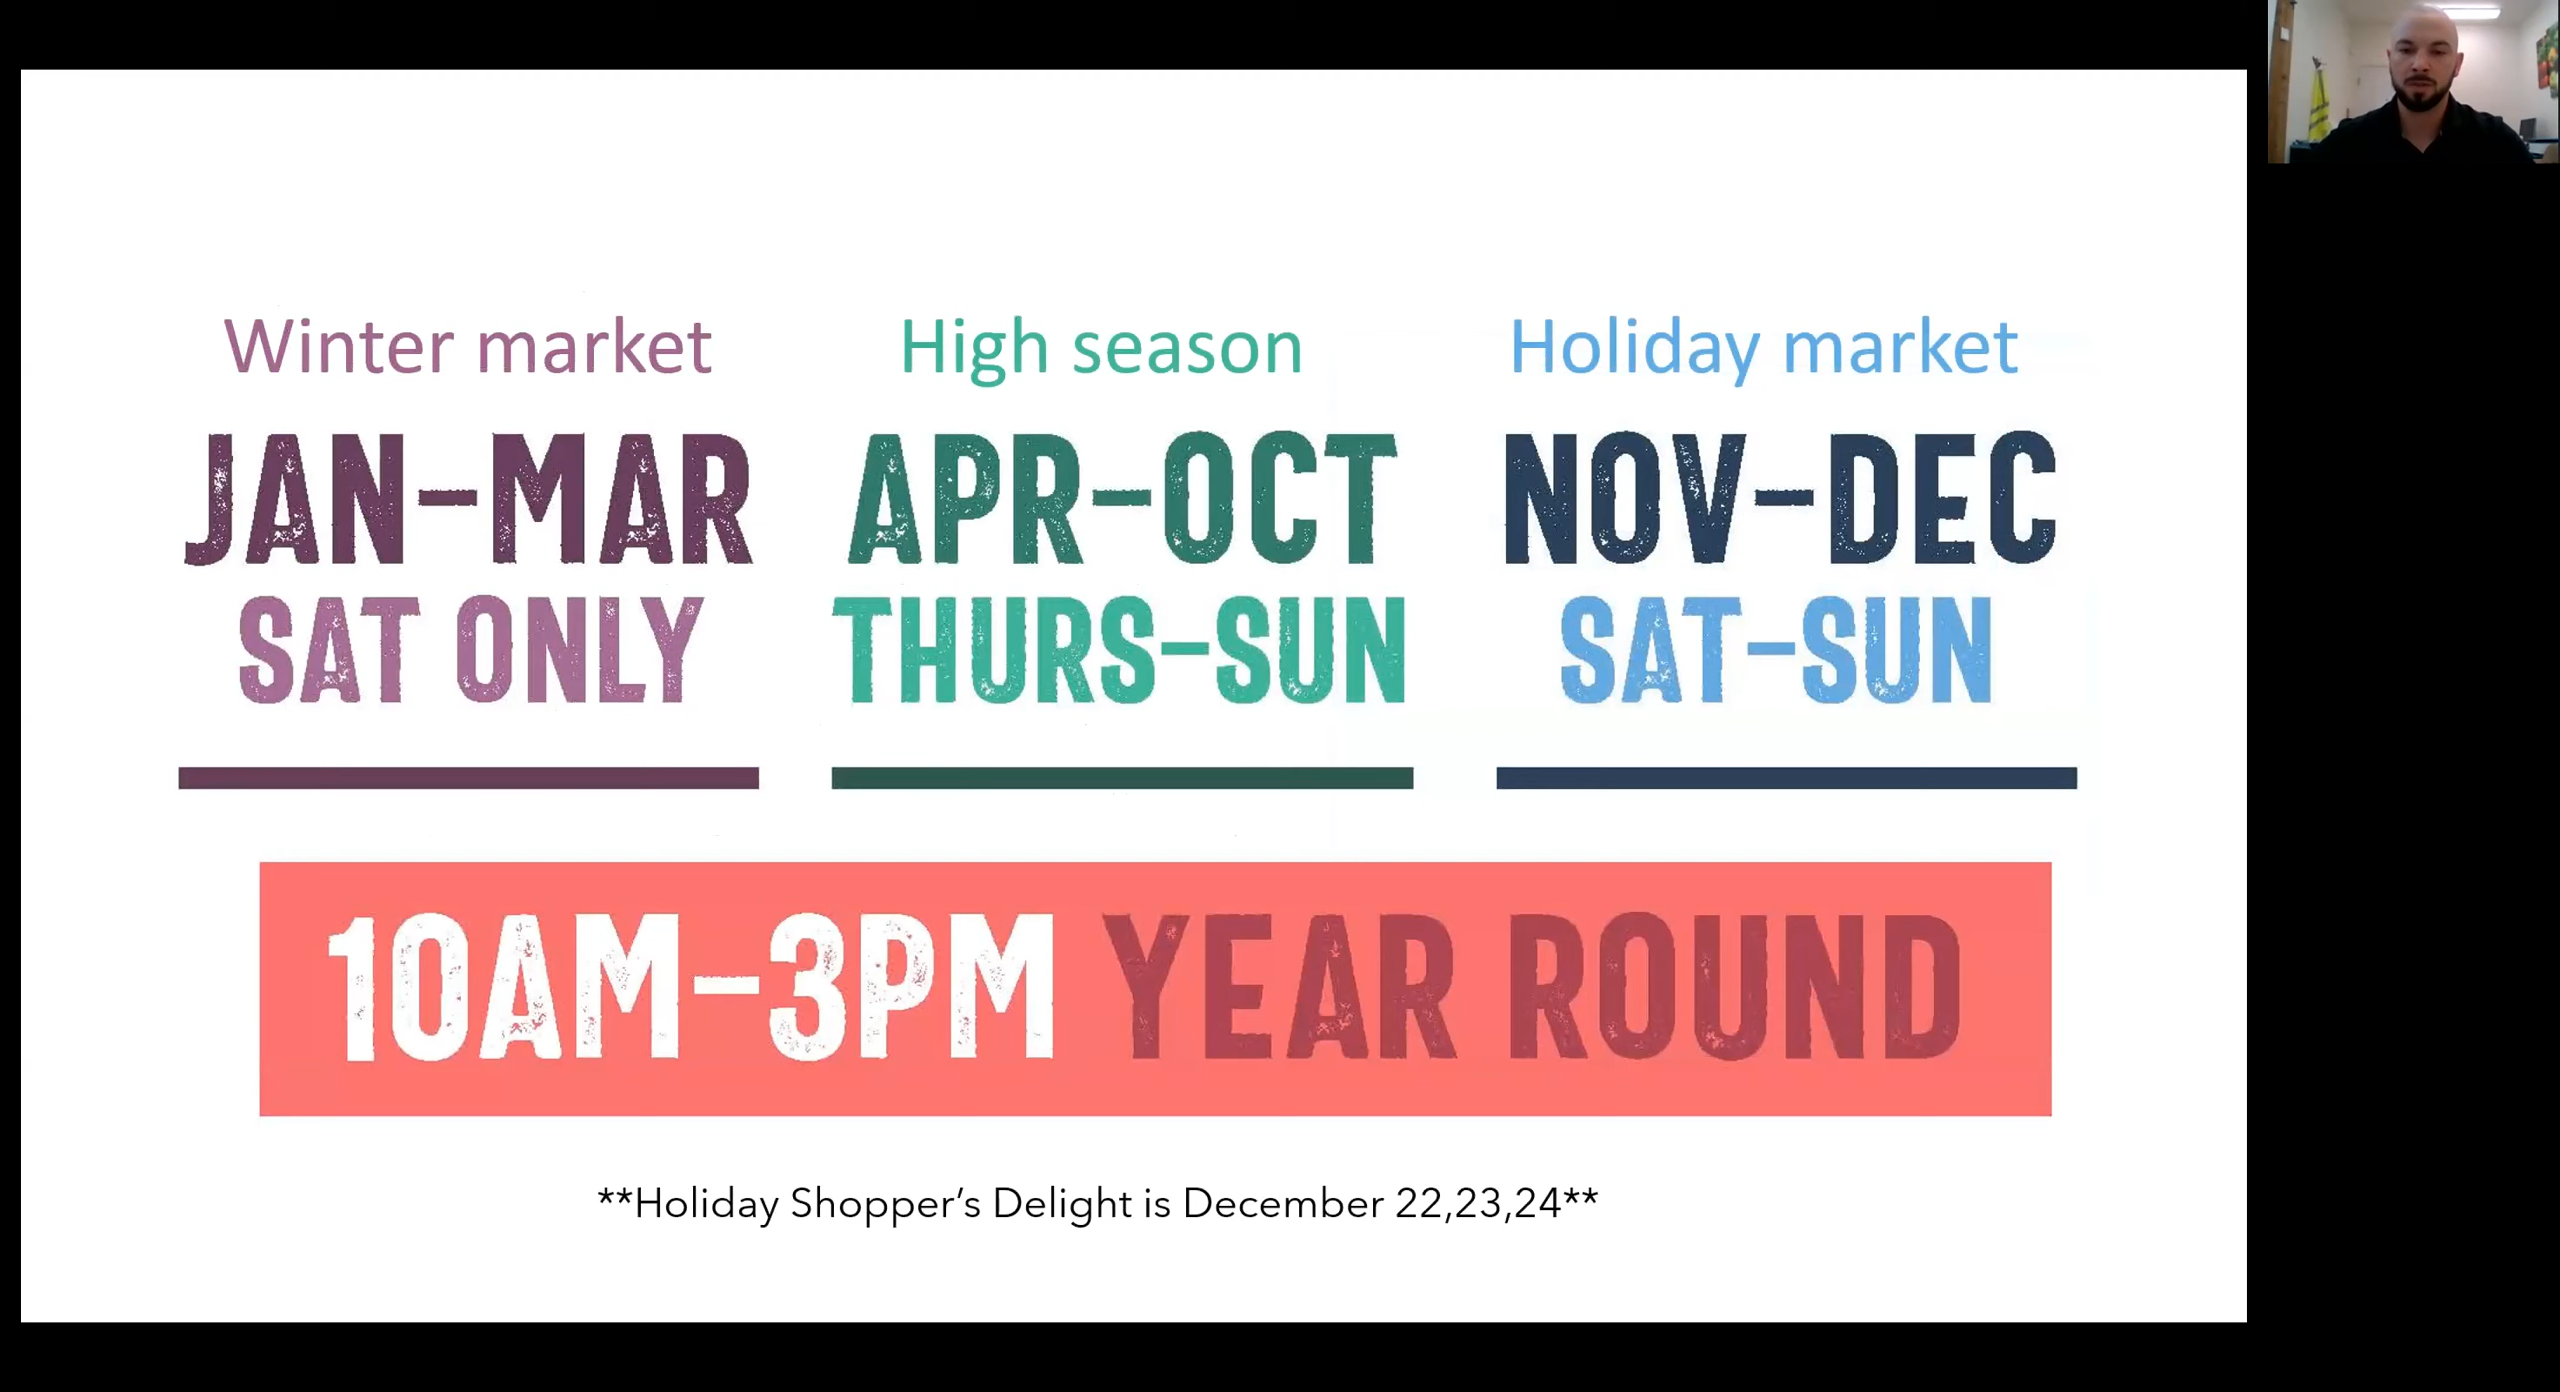 Winter market
JAN–MAR
SAT ONLY
High season
APR–OCT
THURS–SUN
Holiday market
NOV–DEC
SAT–SUN
10AM–3PM YEAR ROUND
**Holiday Shopper’s Delight is December 22,23,24**